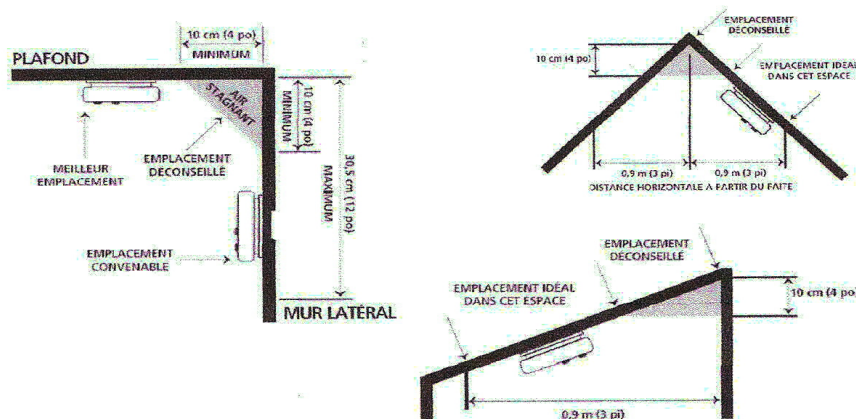 10 cm (4 po)
MINIMUM
PLAFOND
AIR
STAGNANT
10 cm (4 po)
MINIMUM
MEILLEUR
EMPLACEMENT
EMPLACEMENT
DÉCONSEILLÉ
30,5 cm (12 po)
MAXIMUM
EMPLACEMENT
CONVENABLE
MUR LATÉRAL
EMPLACEMENT
DÉCONSEILLÉ
10 cm (4 po)
EMPLACEMENT IDÉAL
DANS CET ESPACE
0,9 m (3 pi)
0,9 m (3 pi)
DISTANCE HORIZONTALE A PARTIR DU FAITE
EMPLACEMENT
DÉCONSEILLÉ
EMPLACEMENT IDÉAL
DANS CET ESPACE
10 cm (4 po)
0,9 m (3 pi)